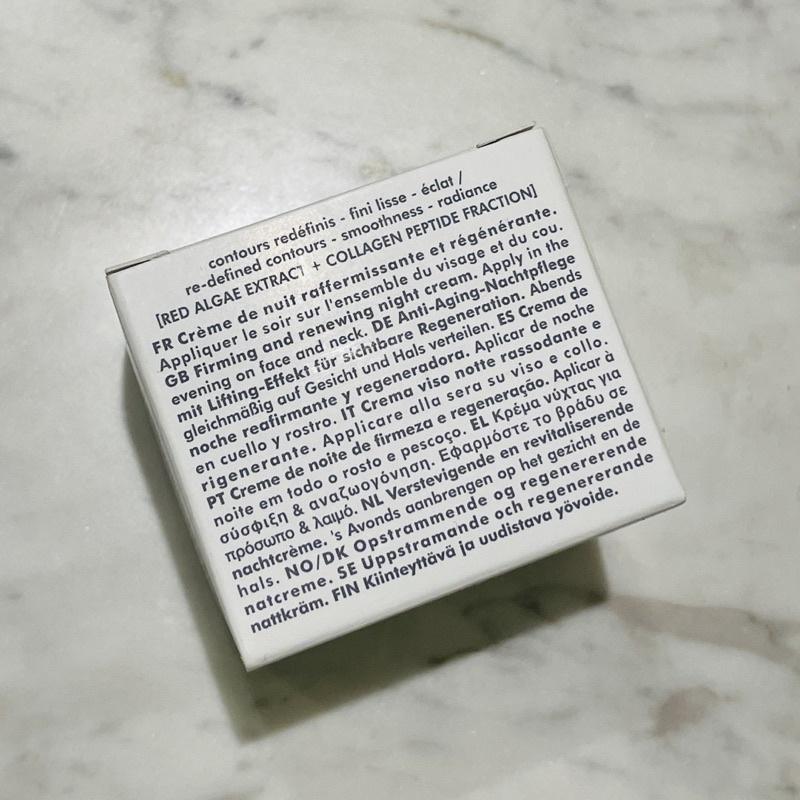 contours redéfinis - fini lisse - éclat /
re-defined contours - smoothness - radiance
[RED ALGAE EXTRACT + COLLAGEN PEPTIDE FRACTION]
FR Crème de nuit raffermissante et régénérante.
Appliquer le soir sur l'ensemble du visage et du cou.
GB Firming and renewing night cream. Apply in the
evening on face and neck. DE Anti-Aging-Nachtpflege
mit Lifting-Effekt für sichtbare Regeneration. Abends
gleichmäßig auf Gesicht und Hals verteilen. ES Crema de
noche reafirmante y regeneradora. Aplicar de noche
en cuello y rostro. IT Crema viso notte rassodante e
rigenerante. Applicare alla sera su viso e collo.
PT Creme de noite de firmeza e regeneração. Aplicar à
noite em todo o rosto e pescoço. EL Κρέμα νύχτας για
σύσφιξη & αναζωογόνηση. Εφαρμόστε το βράδυ σε
πρόσωπο & λαιμό. NL Verstevigende en revitaliserende
nachtcrème. 's Avonds aanbrengen op het gezicht en de
hals. NO/DK Opstrammende og regenererende
natcreme. SE Uppstramande och regenererande
nattkräm. FIN Kiinteyttävä ja uudistava yövoide.